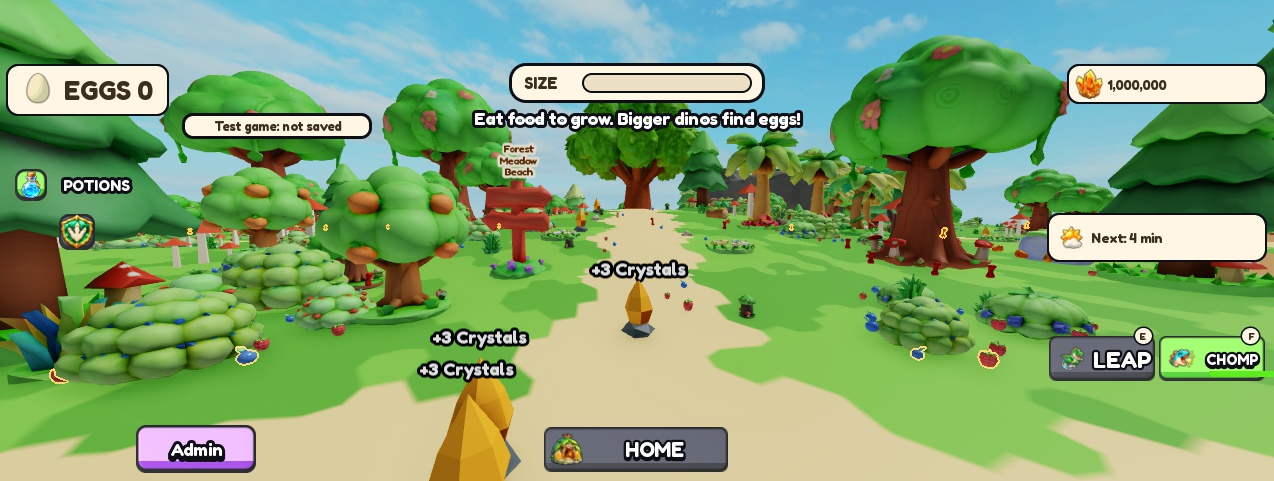 EGGS 0
SIZE
1,000,000
Test game: not saved
Eat food to grow. Bigger dinos find eggs!
Forest
Meadow
Beach
POTIONS
Next: 4 min
+3 Crystals
+3 Crystals
+3 Crystals
E
LEAP
F
CHOMP
Admin
HOME